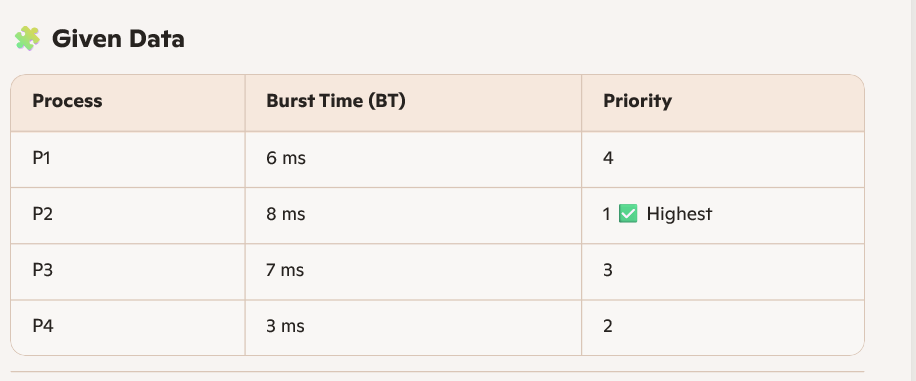 🧩 Given Data
Process Burst Time (BT) Priority
P1 6 ms 4
P2 8 ms 1 ✅ Highest
P3 7 ms 3
P4 3 ms 2